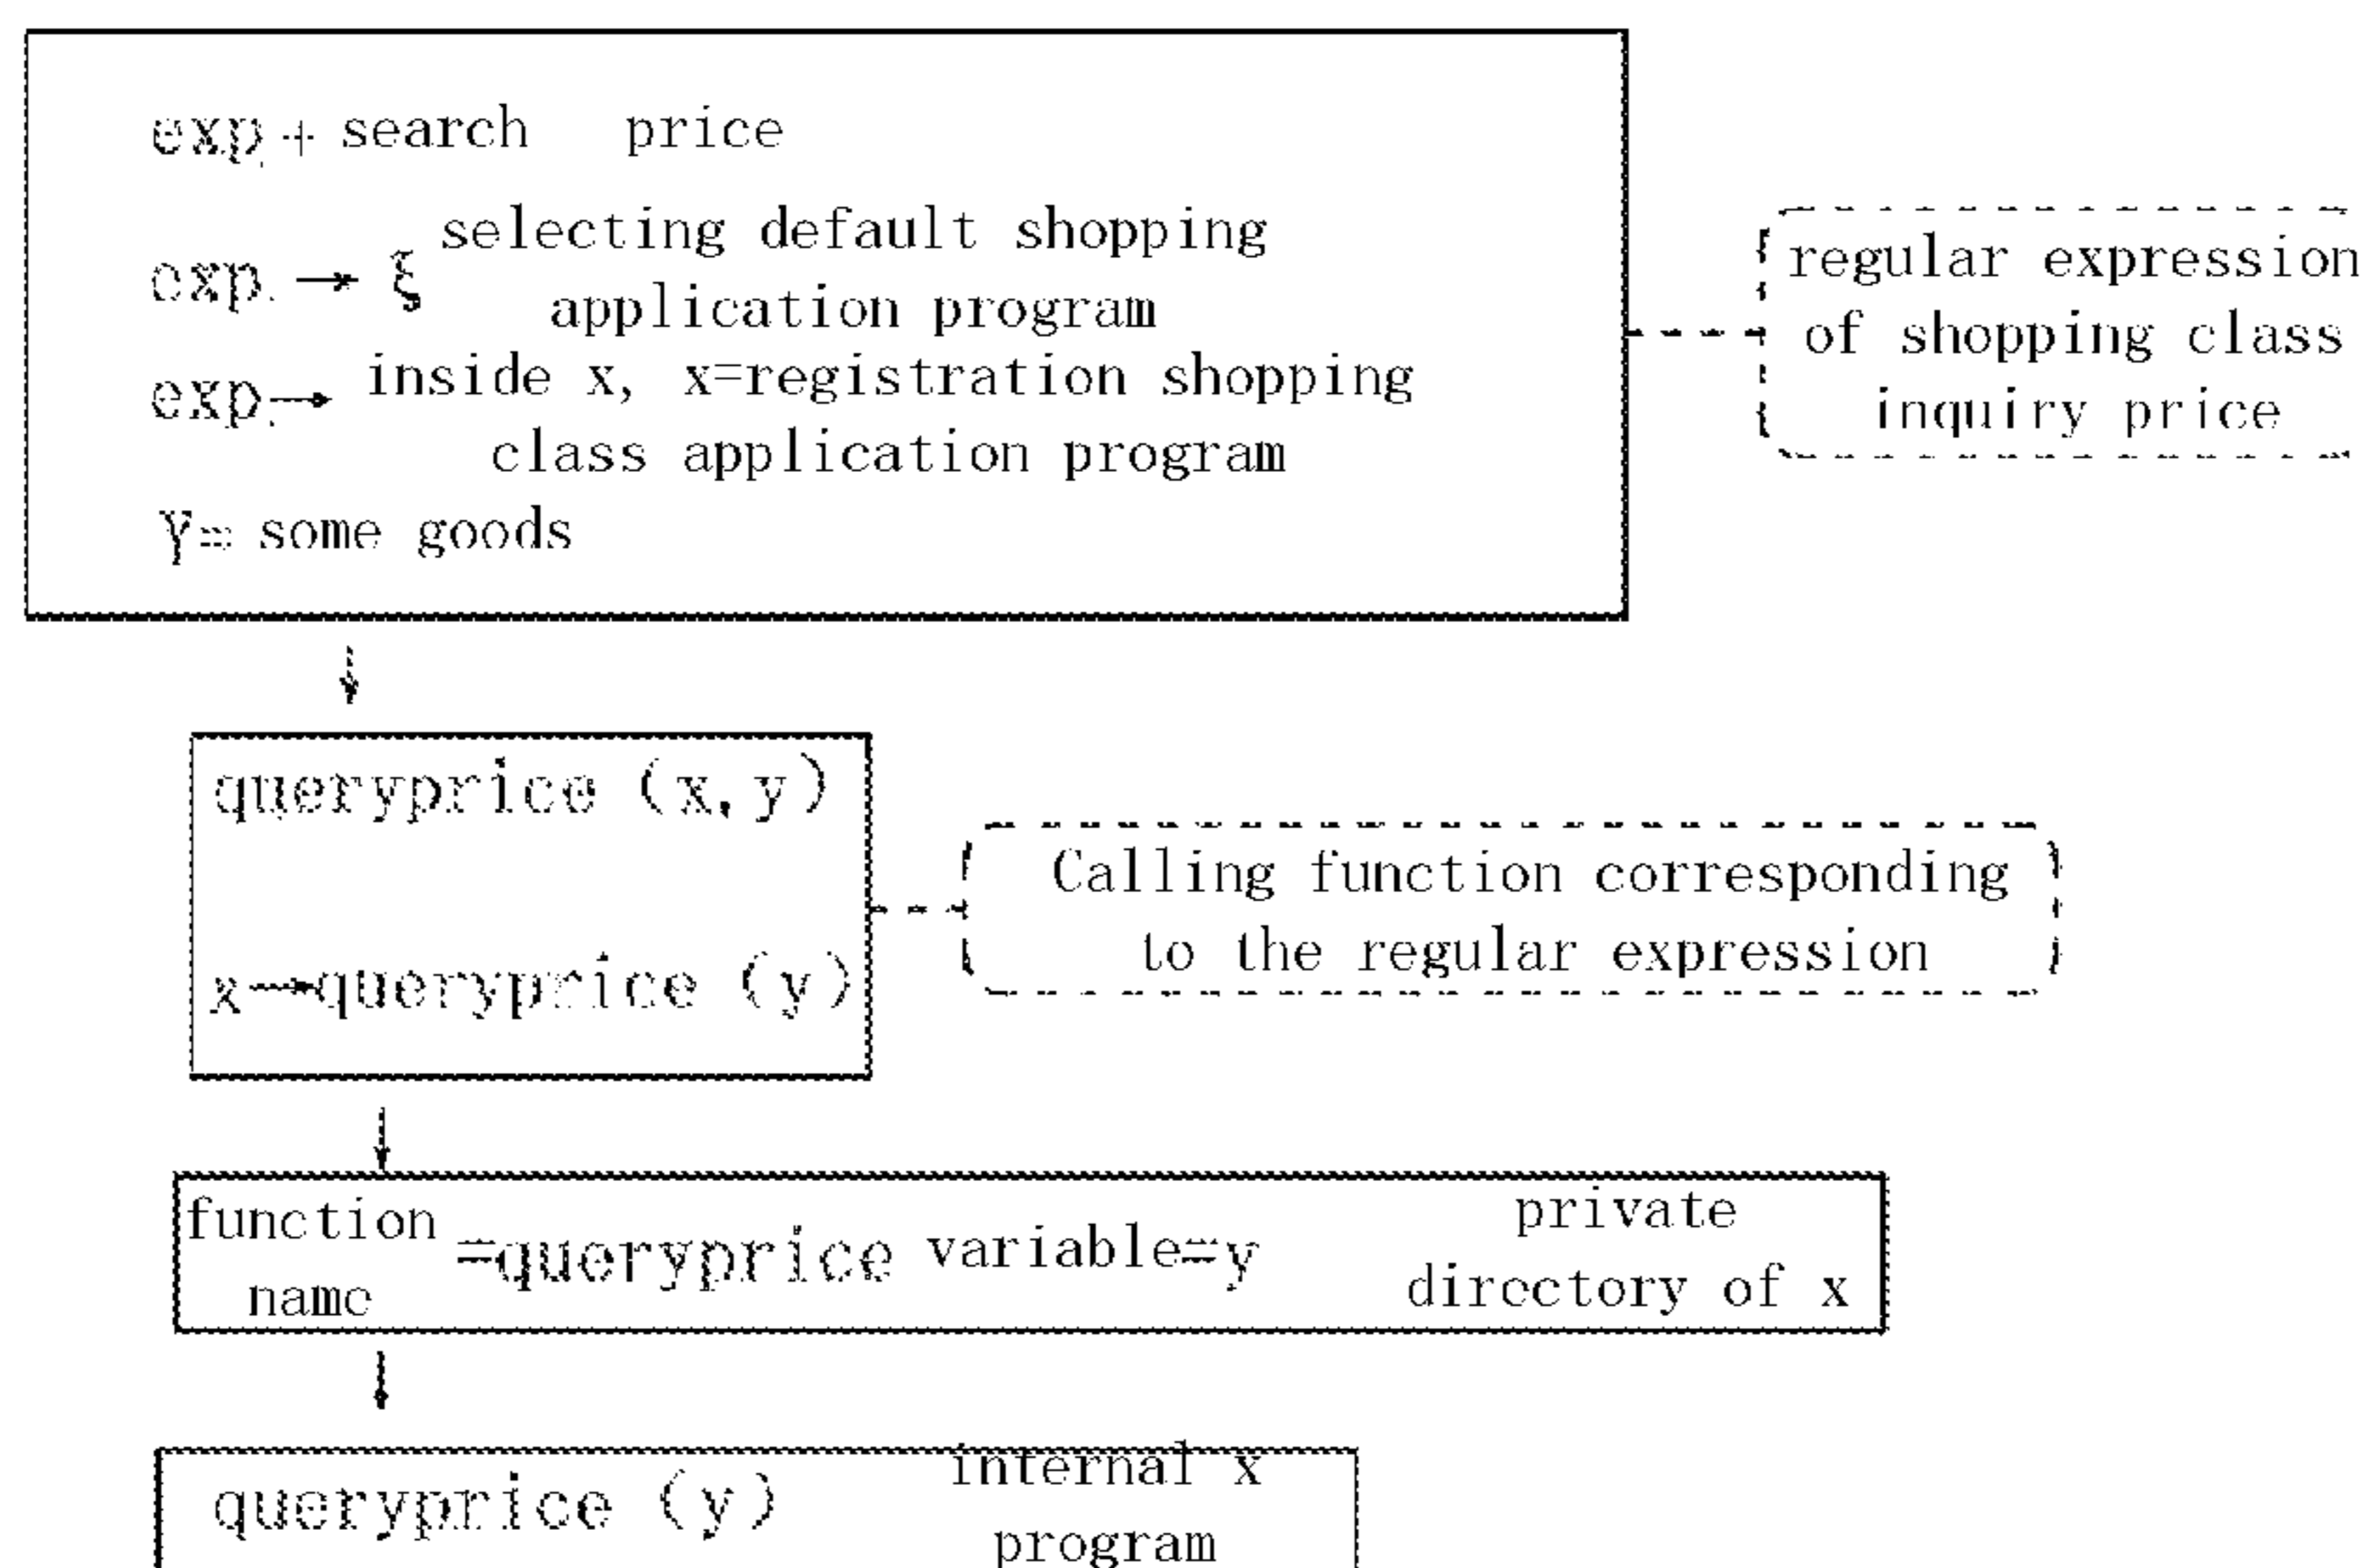 exp + search price
exp. → ξ selecting default shopping
application program
exp. → inside x, x=registration shopping
class application program
y= some goods
regular expression
of shopping class
inquiry price
queryprice (x, y)
x→queryprice (y)
Calling function corresponding
to the regular expression
function
name
=queryprice variable=y
private
directory of x
queryprice (y)
internal x
program